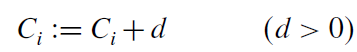 C_i := C_i + d (d > 0)